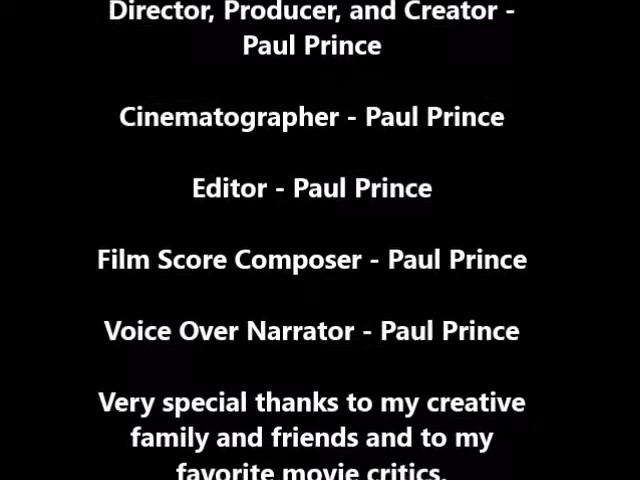 Director, Producer, and Creator -
Paul Prince
Cinematographer - Paul Prince
Editor - Paul Prince
Film Score Composer - Paul Prince
Voice Over Narrator - Paul Prince
Very special thanks to my creative
family and friends and to my
favorite movie critics.